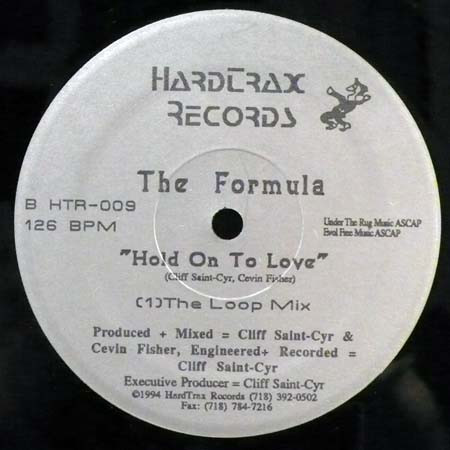 HardTrax
Records
The Formula
B HTR-009
126 BPM
Under The Rug Music ASCAP
Evol Free Music ASCAP
"Hold On To Love"
(Cliff Saint-Cyr, Cevin Fisher)
(1)The Loop Mix
Produced + Mixed = Cliff Saint-Cyr &
Cevin Fisher, Engineered+ Recorded =
Cliff Saint-Cyr
Executive Producer = Cliff Saint-Cyr
©1994 HardTrax Records (718) 392-0502
Fax: (718) 784-7216